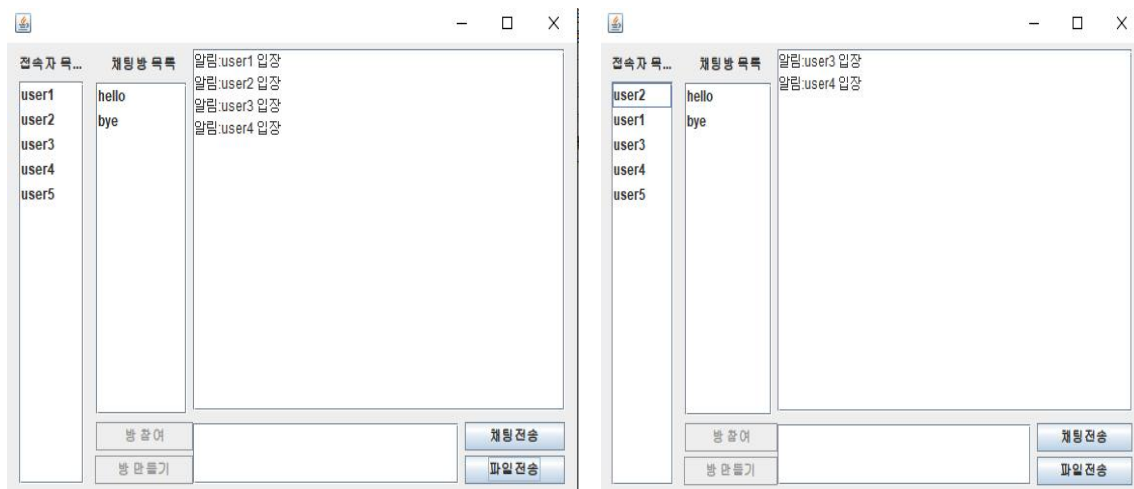 접속자 목...
채팅방 목록
user1
user2
user3
user4
user5
hello
bye
알림:user1 입장
알림:user2 입장
알림:user3 입장
알림:user4 입장
방 참여
방 만들기
채팅전송
파일전송
접속자 목...
채팅방 목록
user2
user1
user3
user4
user5
hello
bye
알림:user3 입장
알림:user4 입장
방 참여
방 만들기
채팅전송
파일전송